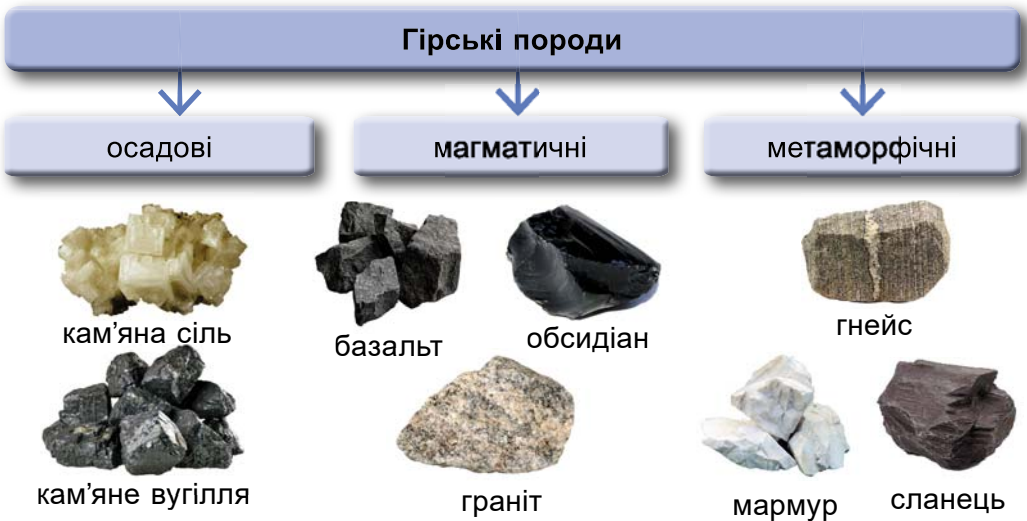 Гірські породи
осадові
магматичні
метаморфічні
кам’яна сіль
базальт
обсидіан
гнейс
кам’яне вугілля
граніт
мармур
сланець